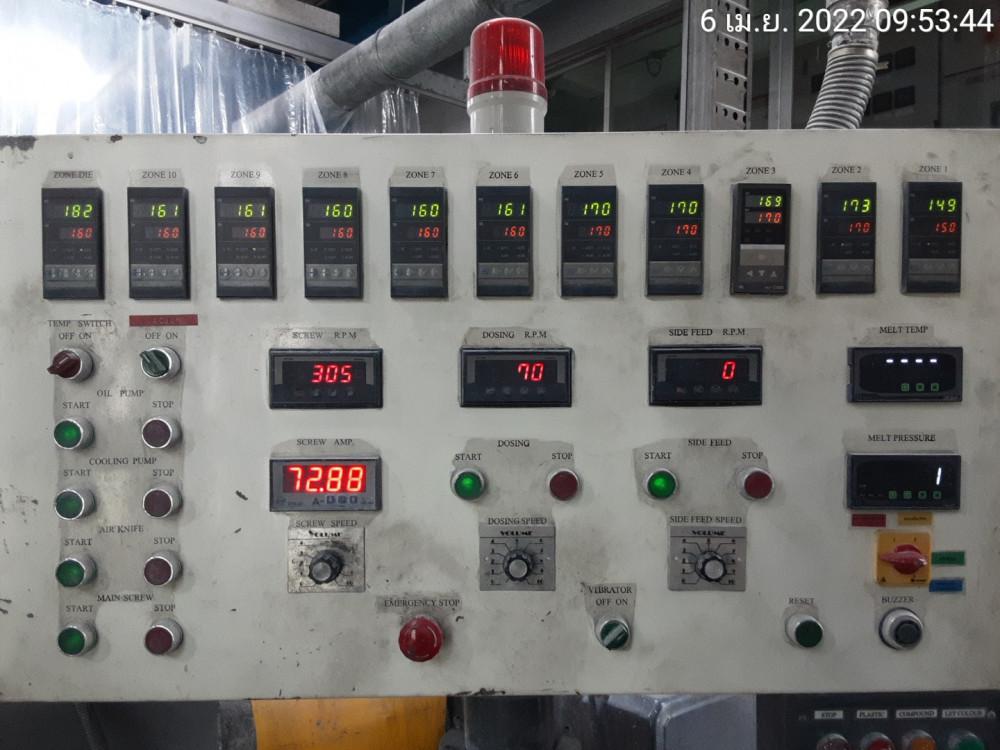 6 เม.ย. 2022 09:53:44
ZONE DIE ZONE 10 ZONE 9 ZONE 8 ZONE 7 ZONE 6 ZONE 5 ZONE 4 ZONE 3 ZONE 2 ZONE 1
182 161 161 160 160 161 170 170 169 173 149
160 160 160 160 160 160 170 170 170 170 150
TEMP SWITCH
OFF ON OFF ON
SCREW R.P.M DOSING R.P.M SIDE FEED R.P.M MELT TEMP
305 70 0 ----
OIL PUMP
START STOP
SCREW AMP. DOSING SIDE FEED MELT PRESSURE
START STOP START STOP
72.88 1
COOLING PUMP
START STOP
SCREW SPEED DOSING SPEED SIDE FEED SPEED
VOLUME VOLUME VOLUME
AIR KNIFE
START STOP
MAIN SCREW
START STOP
EMERGENCY STOP
VIBRATOR
OFF ON
RESET BUZZER
STOP PLASTIC COMPOUND LET COLOUR